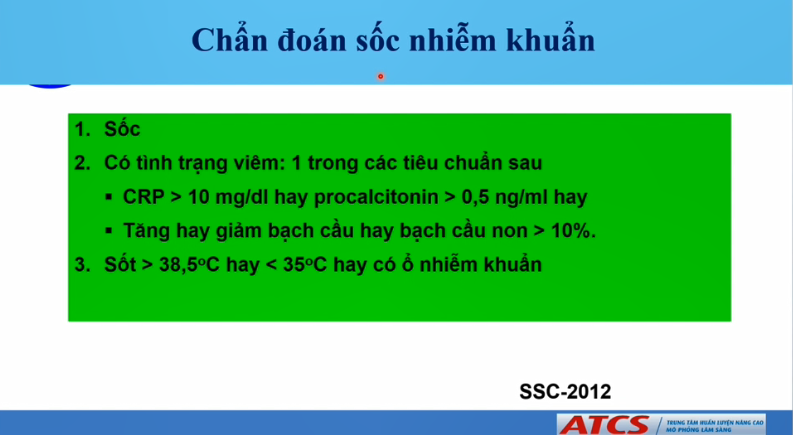 Chẩn đoán sốc nhiễm khuẩn
1. Sốc
2. Có tình trạng viêm: 1 trong các tiêu chuẩn sau
▪ CRP > 10 mg/dl hay procalcitonin > 0,5 ng/ml hay
▪ Tăng hay giảm bạch cầu hay bạch cầu non > 10%.
3. Sốt > 38,5ºC hay < 35ºC hay có ổ nhiễm khuẩn
SSC-2012
ATCS
TRUNG TÂM HUẤN LUYỆN NÂNG CAO
MÔ PHỎNG LÂM SÀNG